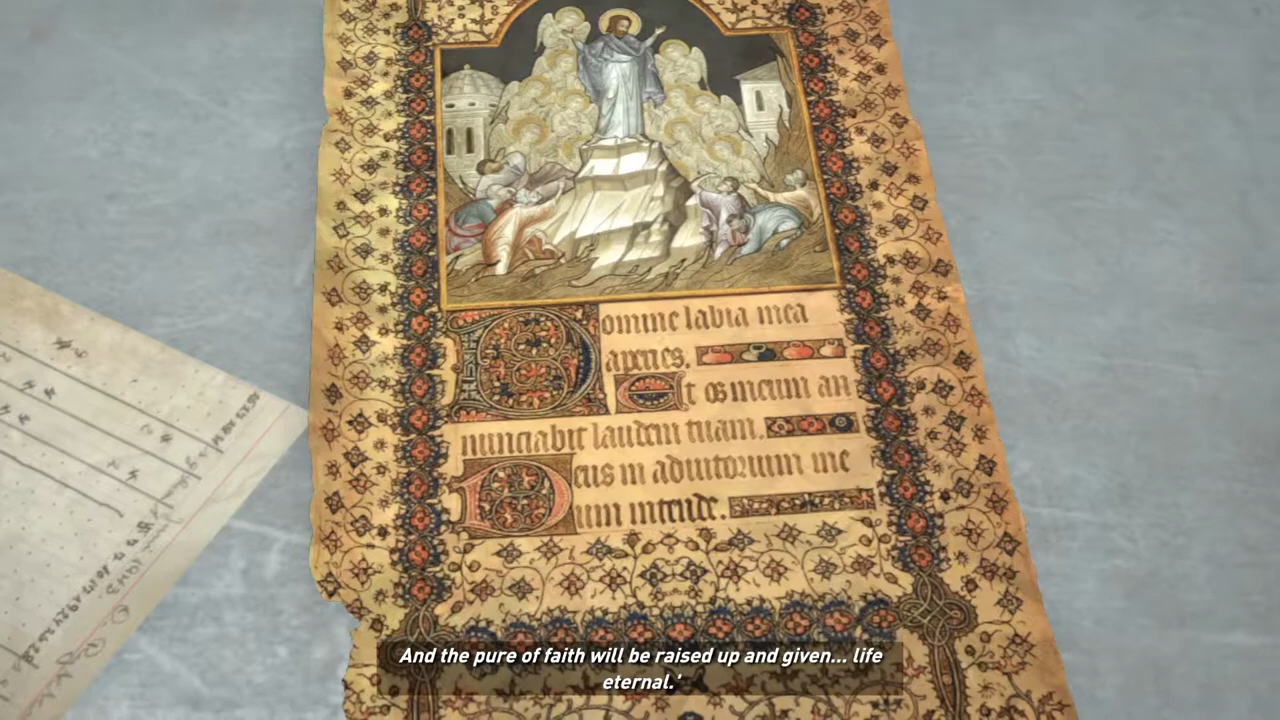 Domine labia mea
aperies.
Et os meum an
nunciabit laudem tuam.
Deus in adiutorium me
um intende.
And the pure of faith will be raised up and given... life
eternal.'